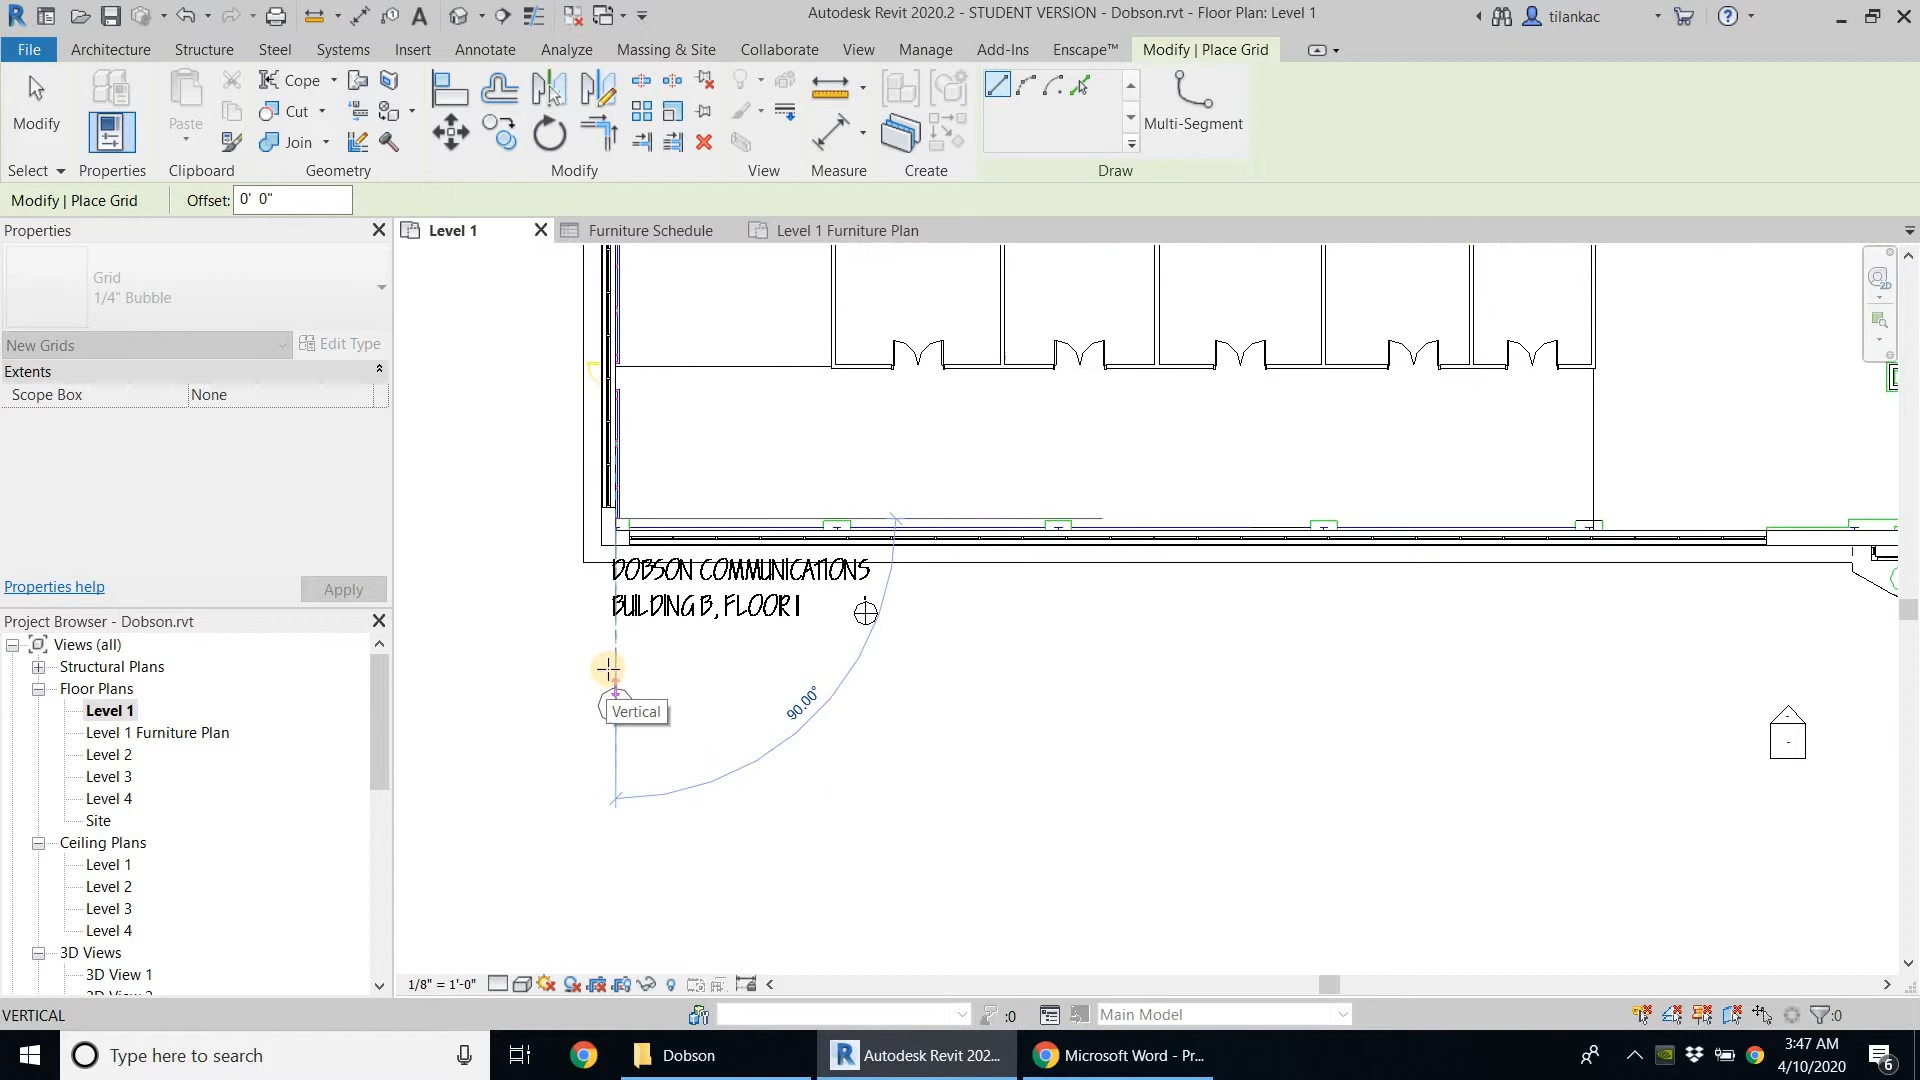 Autodesk Revit 2020.2 - STUDENT VERSION - Dobson.rvt - Floor Plan: Level 1
tilankac
File Architecture Structure Steel Systems Insert Annotate Analyze Massing & Site Collaborate View Manage Add-Ins Enscape™ Modify | Place Grid
Modify
Paste
Cope
Cut
Join
Multi-Segment
Select Properties Clipboard Geometry Modify View Measure Create Draw
Modify | Place Grid Offset: 0' 0"
Properties
Level 1 Furniture Schedule Level 1 Furniture Plan
Grid
1/4" Bubble
New Grids Edit Type
Extents
Scope Box None
Properties help Apply
DOBSON COMMUNICATIONS
BUILDING B, FLOOR 1
90.00°
Vertical
Project Browser - Dobson.rvt
Views (all)
Structural Plans
Floor Plans
Level 1
Level 1 Furniture Plan
Level 2
Level 3
Level 4
Site
Ceiling Plans
Level 1
Level 2
Level 3
Level 4
3D Views
3D View 1
1/8" = 1'-0"
VERTICAL :0 Main Model :0
Type here to search Dobson Autodesk Revit 202... Microsoft Word - Pr...
3:47 AM
4/10/2020
6